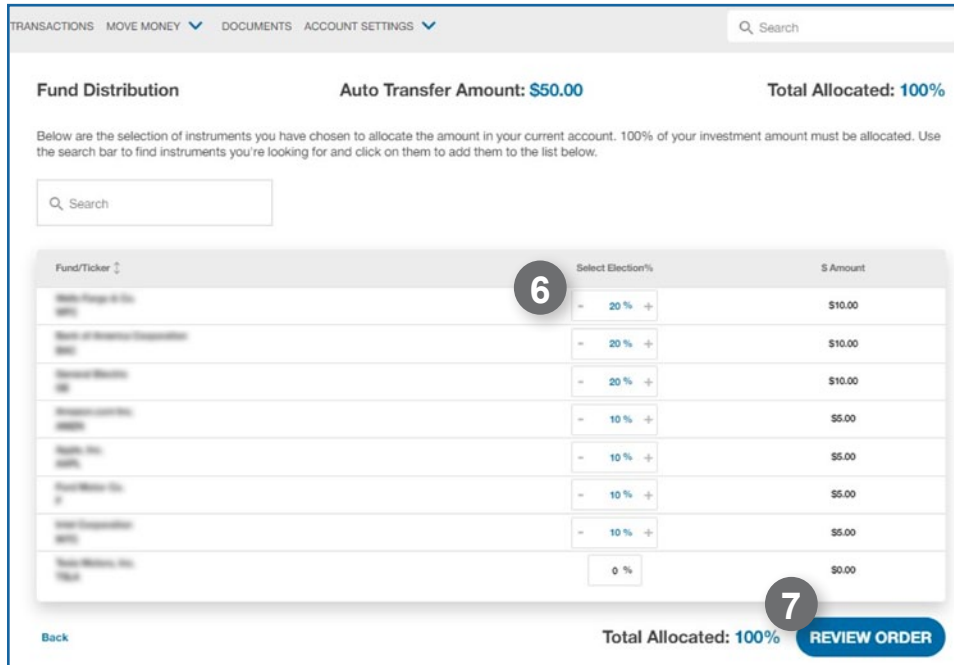 TRANSACTIONS MOVE MONEY DOCUMENTS ACCOUNT SETTINGS Search
Fund Distribution Auto Transfer Amount: $50.00 Total Allocated: 100%
Below are the selection of instruments you have chosen to allocate the amount in your current account. 100% of your investment amount must be allocated. Use
the search bar to find instruments you're looking for and click on them to add them to the list below.
Search
Fund/Ticker Select Election% $ Amount
6
- 20 % + $10.00
- 20 % + $10.00
- 20 % + $10.00
- 10 % + $5.00
- 10 % + $5.00
- 10 % + $5.00
- 10 % + $5.00
0 % $0.00
7
Back Total Allocated: 100% REVIEW ORDER